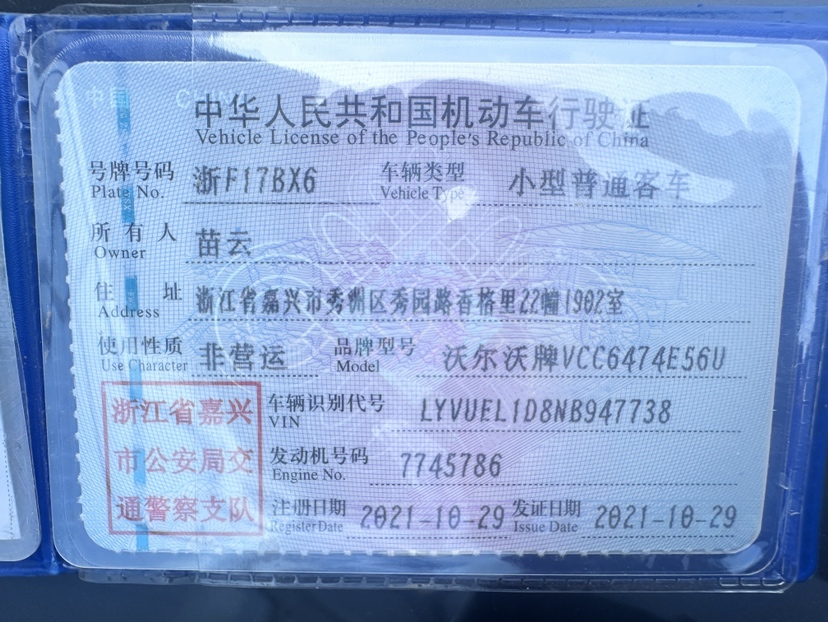 中华人民共和国机动车行驶证
Vehicle License of the People's Republic of China
号牌号码 浙F17BX6 车辆类型 小型普通客车
Plate No. Vehicle Type
所有人 苗云
Owner
住址 浙江省嘉兴市秀洲区秀园路香格里22幢1902室
Address
使用性质 非营运 品牌型号 沃尔沃牌VCC6474E56U
Use Character Model
车辆识别代号 LYVUEL1D8NB947738
VIN
发动机号码 7745786
Engine No.
注册日期 2021-10-29 发证日期 2021-10-29
Register Date Issue Date
浙江省嘉兴
市公安局交
通警察支队